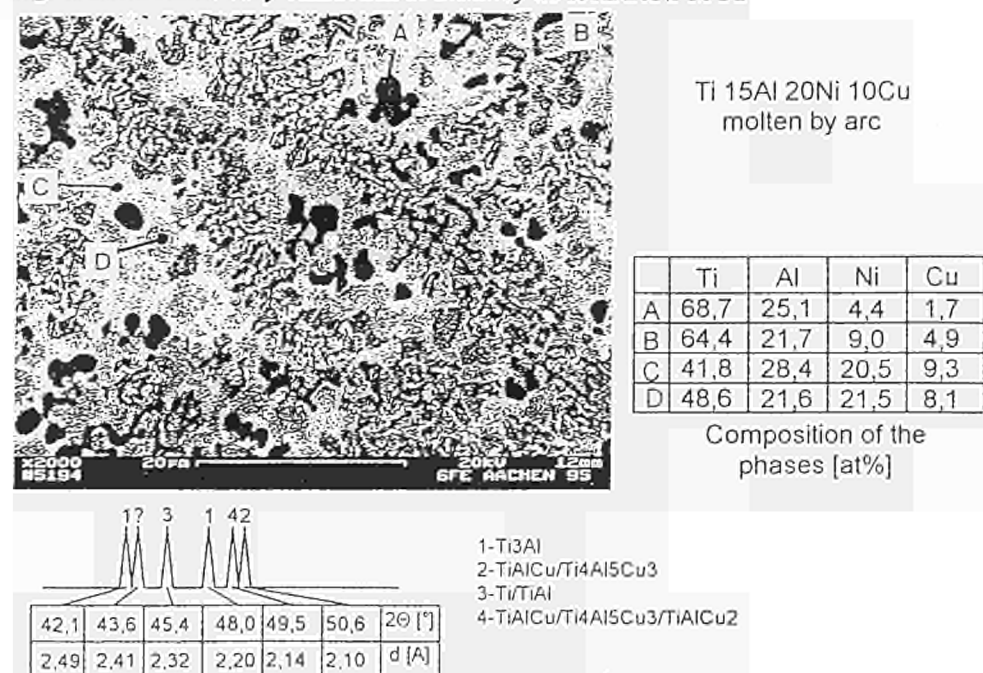 A
B
C
D
x2000
20µm
20kV
12mm
#5194
GFE AACHEN 95
Ti 15Al 20Ni 10Cu
molten by arc
Ti Al Ni Cu
A 68,7 25,1 4,4 1,7
B 64,4 21,7 9,0 4,9
C 41,8 28,4 20,5 9,3
D 48,6 21,6 21,5 8,1
Composition of the
phases [at%]
1? 3 1 42
42,1 43,6 45,4 48,0 49,5 50,6 2Θ [°]
2,49 2,41 2,32 2,20 2,14 2,10 d [A]
1-Ti3Al
2-TiAlCu/Ti4Al5Cu3
3-Ti/TiAl
4-TiAlCu/Ti4Al5Cu3/TiAlCu2